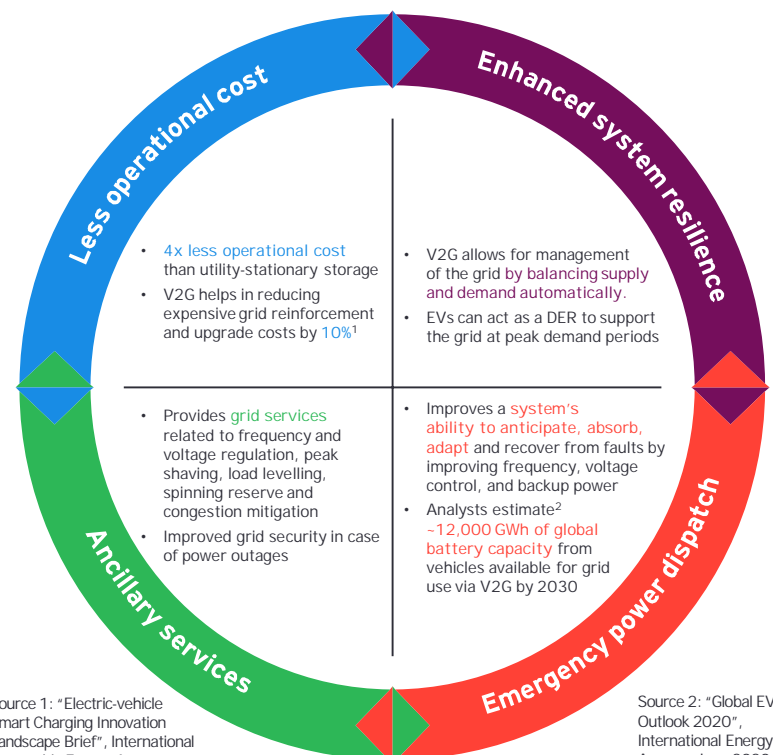 Less operational cost
Enhanced system resilience
• 4x less operational cost
than utility-stationary storage
• V2G helps in reducing
expensive grid reinforcement
and upgrade costs by 10%¹
• V2G allows for management
of the grid by balancing supply
and demand automatically.
• EVs can act as a DER to support
the grid at peak demand periods
• Provides grid services
related to frequency and
voltage regulation, peak
shaving, load levelling,
spinning reserve and
congestion mitigation
• Improved grid security in case
of power outages
• Improves a system's
ability to anticipate, absorb,
adapt and recover from faults by
improving frequency, voltage
control, and backup power
• Analysts estimate²
~12,000 GWh of global
battery capacity from
vehicles available for grid
use via V2G by 2030
Ancillary services
Emergency power dispatch
ource 1: “Electric-vehicle
mart Charging Innovation
andscape Brief”, International
Source 2: “Global EV
Outlook 2020”,
International Energy